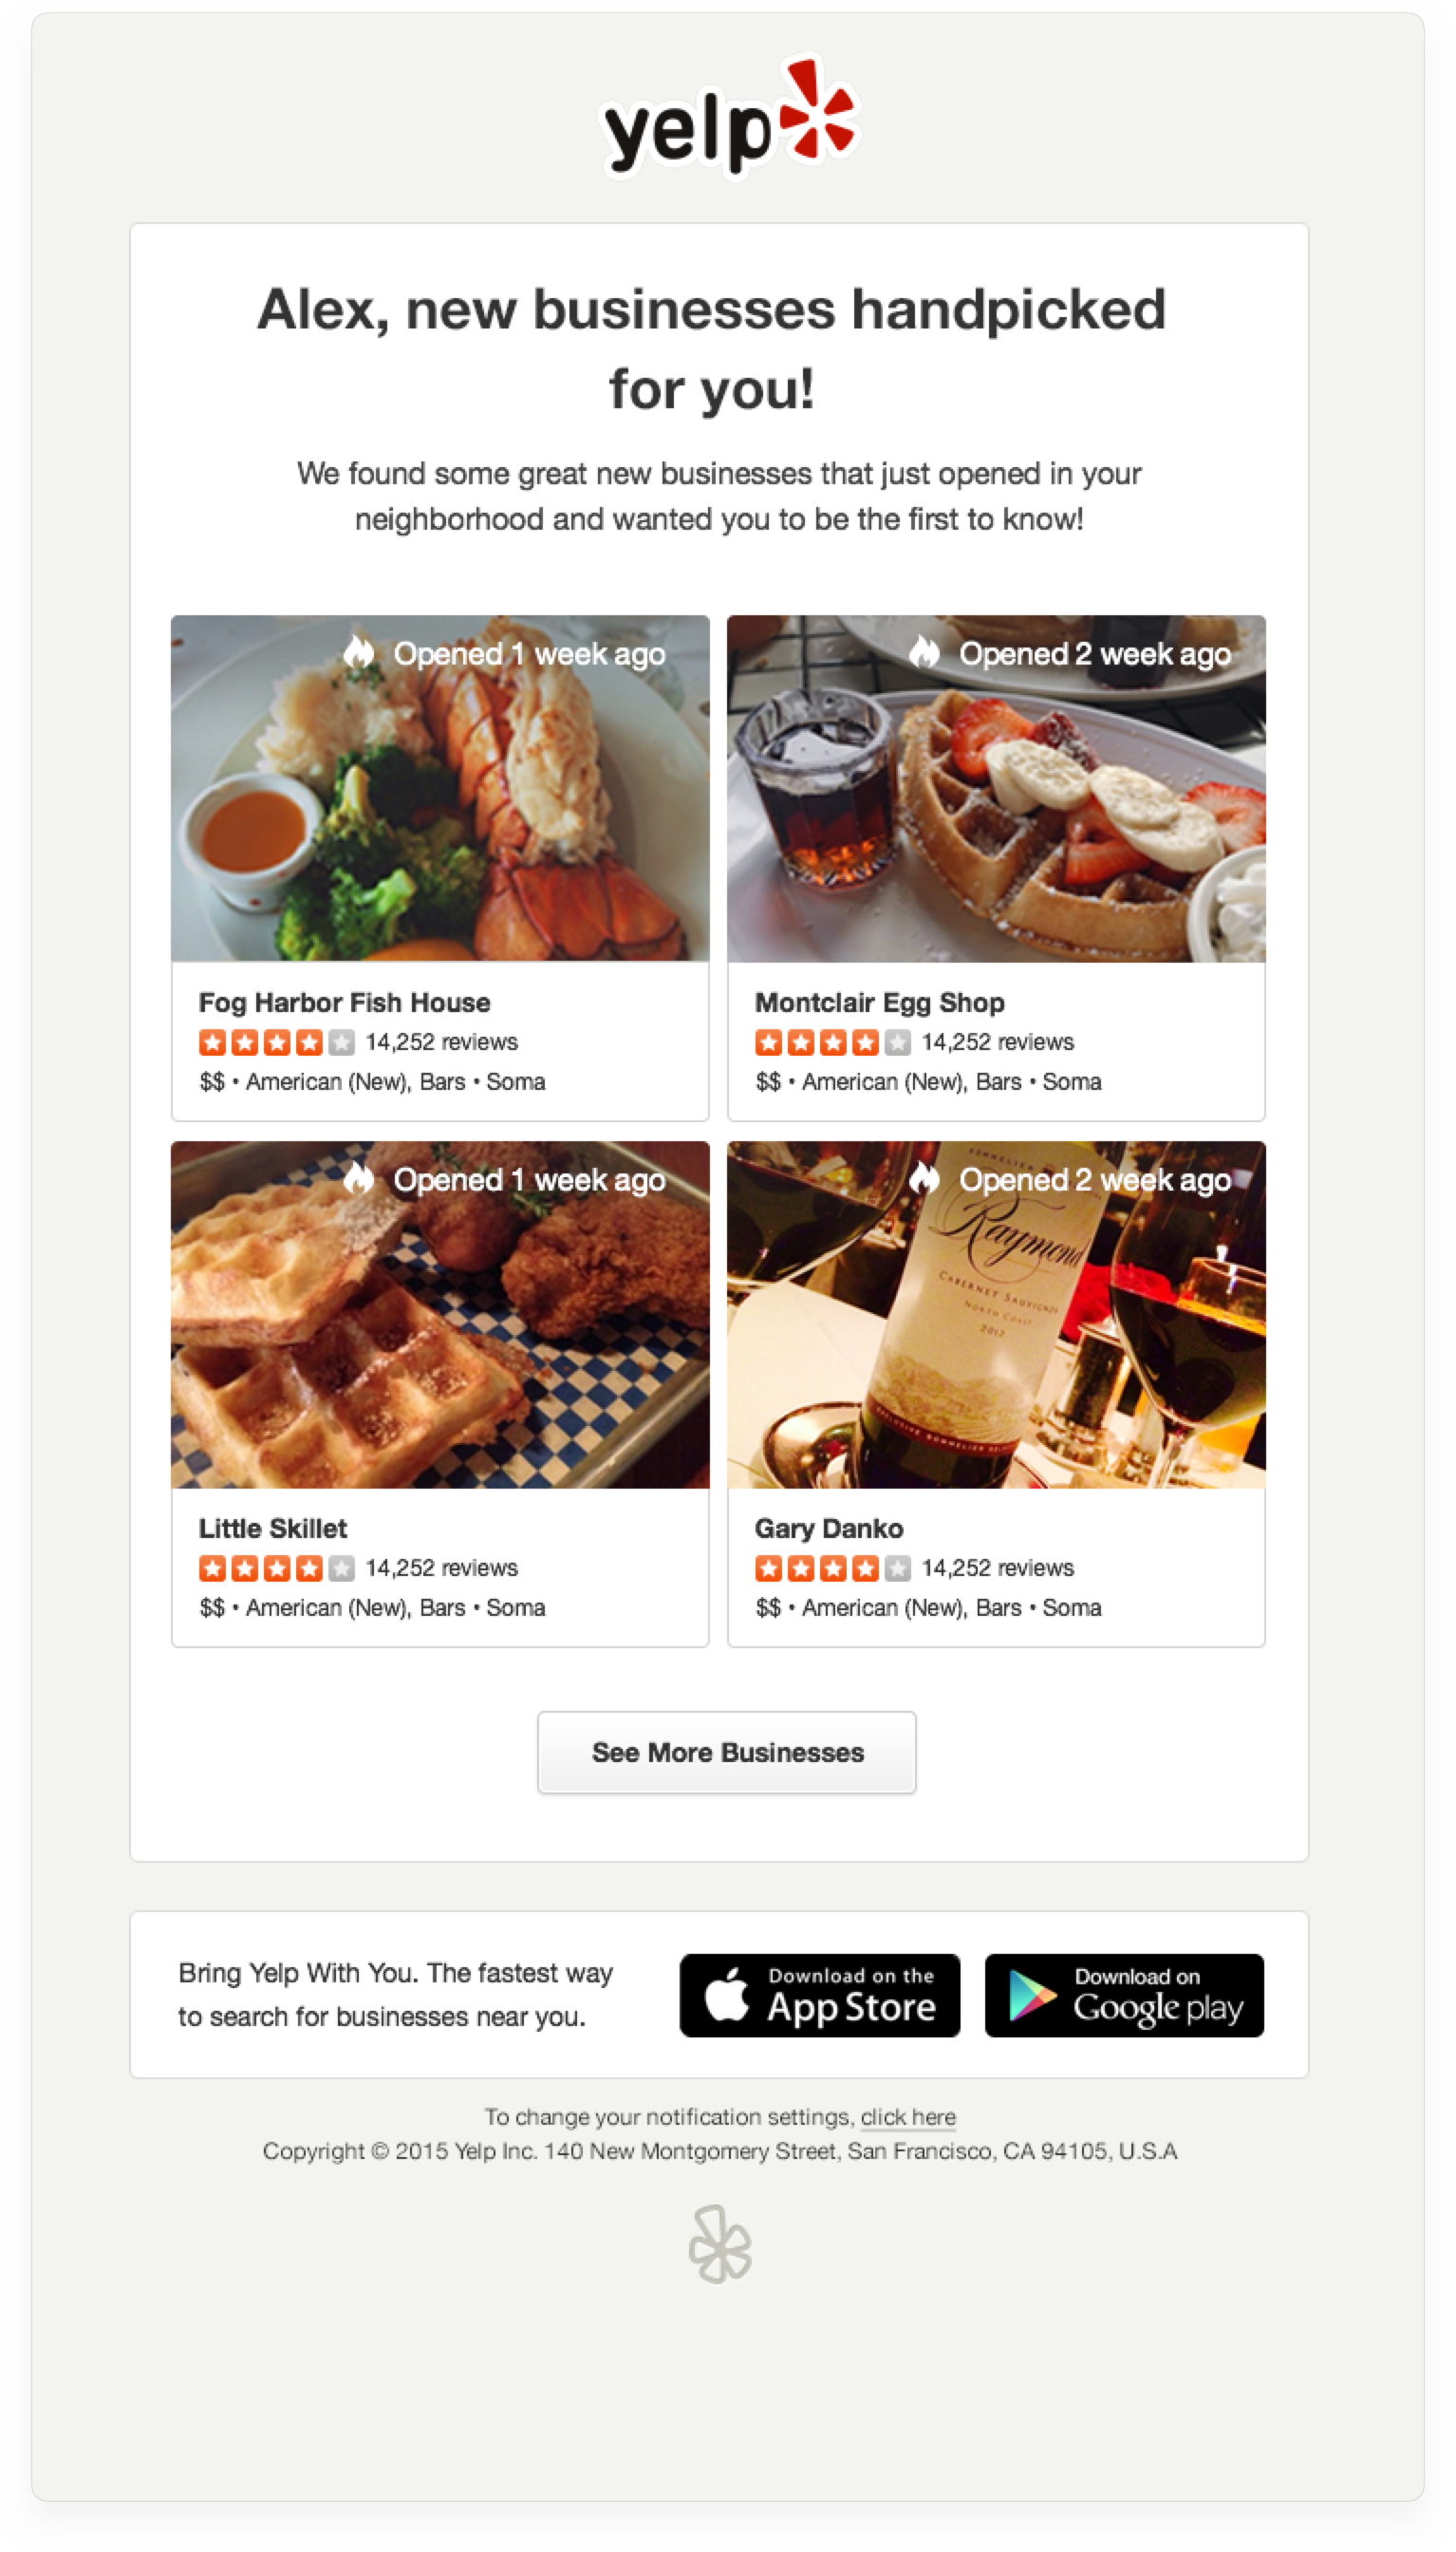 yelp
Alex, new businesses handpicked
for you!
We found some great new businesses that just opened in your
neighborhood and wanted you to be the first to know!
Opened 1 week ago
Opened 2 week ago
Fog Harbor Fish House
14,252 reviews
$$ • American (New), Bars • Soma
Montclair Egg Shop
14,252 reviews
$$ • American (New), Bars • Soma
Opened 1 week ago
Opened 2 week ago
Raymond
CABERNET SAUVIGNON
NORTH COAST
2012
Little Skillet
14,252 reviews
$$ • American (New), Bars • Soma
Gary Danko
14,252 reviews
$$ • American (New), Bars • Soma
See More Businesses
Bring Yelp With You. The fastest way
to search for businesses near you.
Download on the
App Store
Download on
Google play
To change your notification settings, click here
Copyright © 2015 Yelp Inc. 140 New Montgomery Street, San Francisco, CA 94105, U.S.A